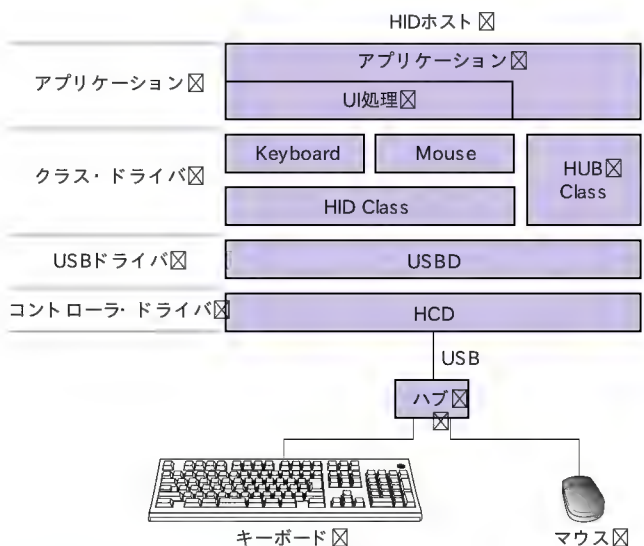 HIDホスト
アプリケーション
アプリケーション
UI処理
クラス・ドライバ
Keyboard
Mouse
HUB
Class
HID Class
USBドライバ
USBD
コントローラ・ドライバ
HCD
USB
ハブ
キーボード
マウス